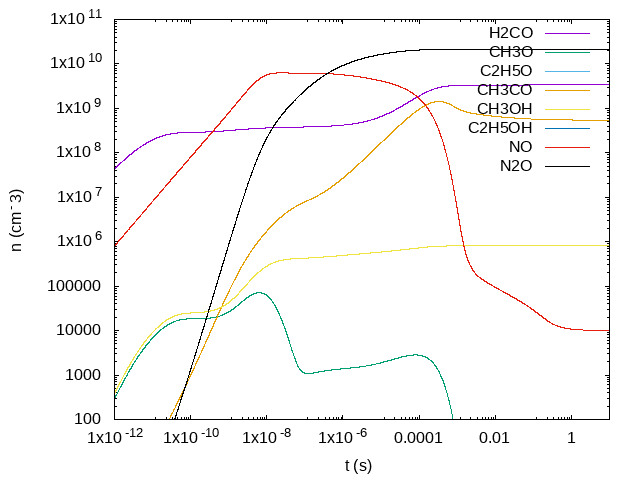 1x10^11
1x10^10
1x10^9
1x10^8
1x10^7
1x10^6
100000
10000
1000
100
n (cm^-3)
H2CO
CH3O
C2H5O
CH3CO
CH3OH
C2H5OH
NO
N2O
1x10^-12
1x10^-10
1x10^-8
1x10^-6
0.0001
0.01
1
t (s)